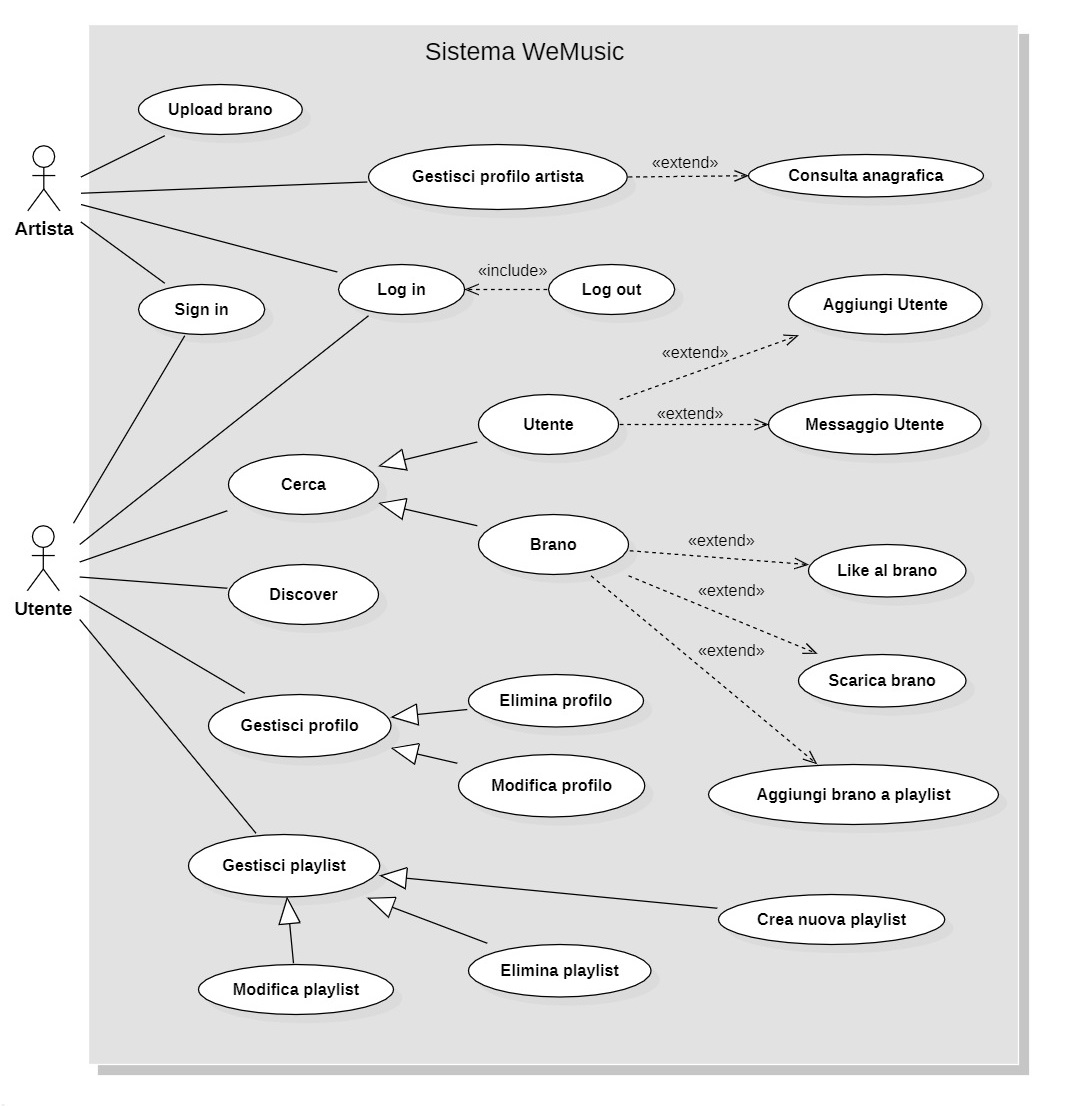 Sistema WeMusic
Upload brano
Artista
Gestisci profilo artista
«extend»
Consulta anagrafica
Log in
«include»
Log out
Sign in
Aggiungi Utente
«extend»
Utente
«extend»
Messaggio Utente
Cerca
Brano
«extend»
Like al brano
Utente
Discover
«extend»
Scarica brano
«extend»
Aggiungi brano a playlist
Gestisci profilo
Elimina profilo
Modifica profilo
Gestisci playlist
Crea nuova playlist
Elimina playlist
Modifica playlist